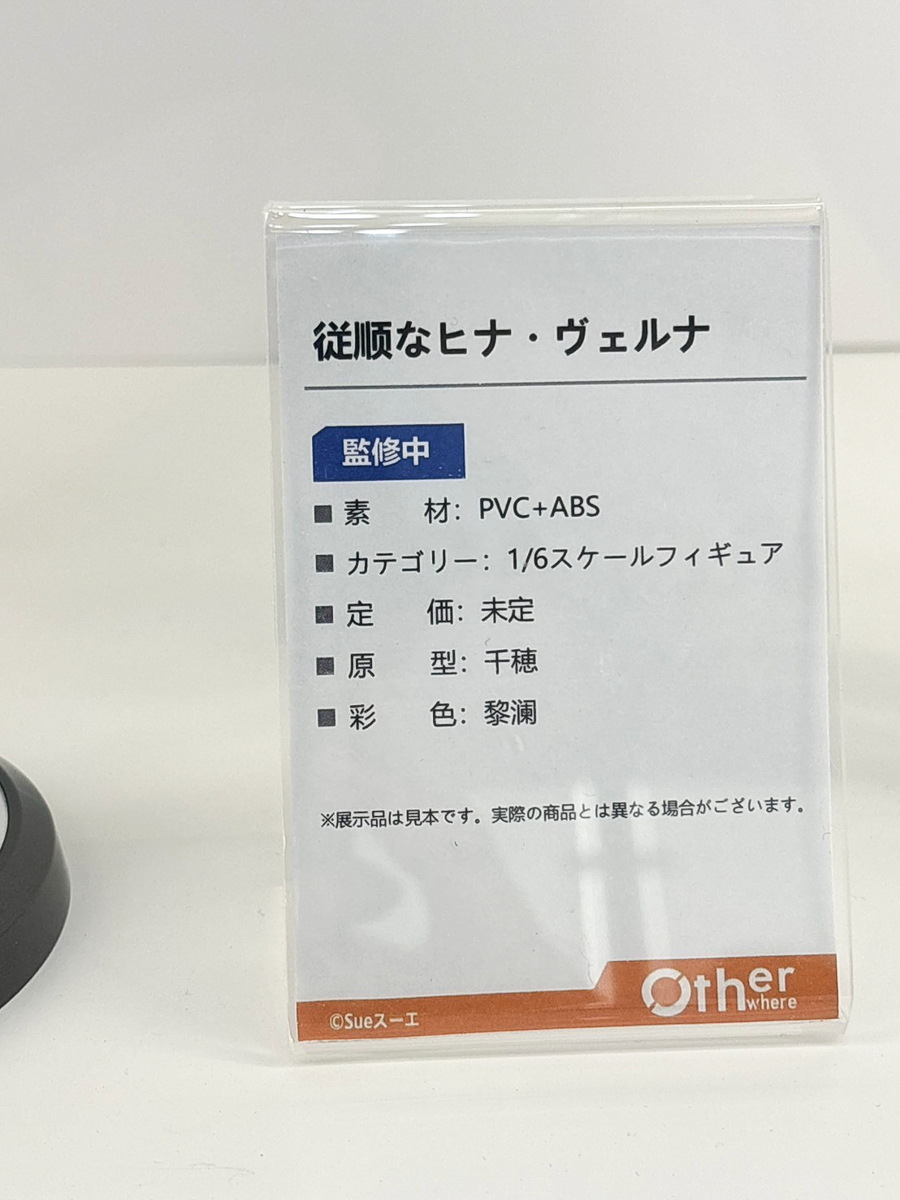 従順なヒナ・ヴェルナ
監修中
■ 素　材：PVC+ABS
■ カテゴリー：1/6スケールフィギュア
■ 定　価：未定
■ 原　型：千穂
■ 彩　色：黎澜
※展示品は見本です。実際の商品とは異なる場合がございます。
©Sueスーエ
Other
where